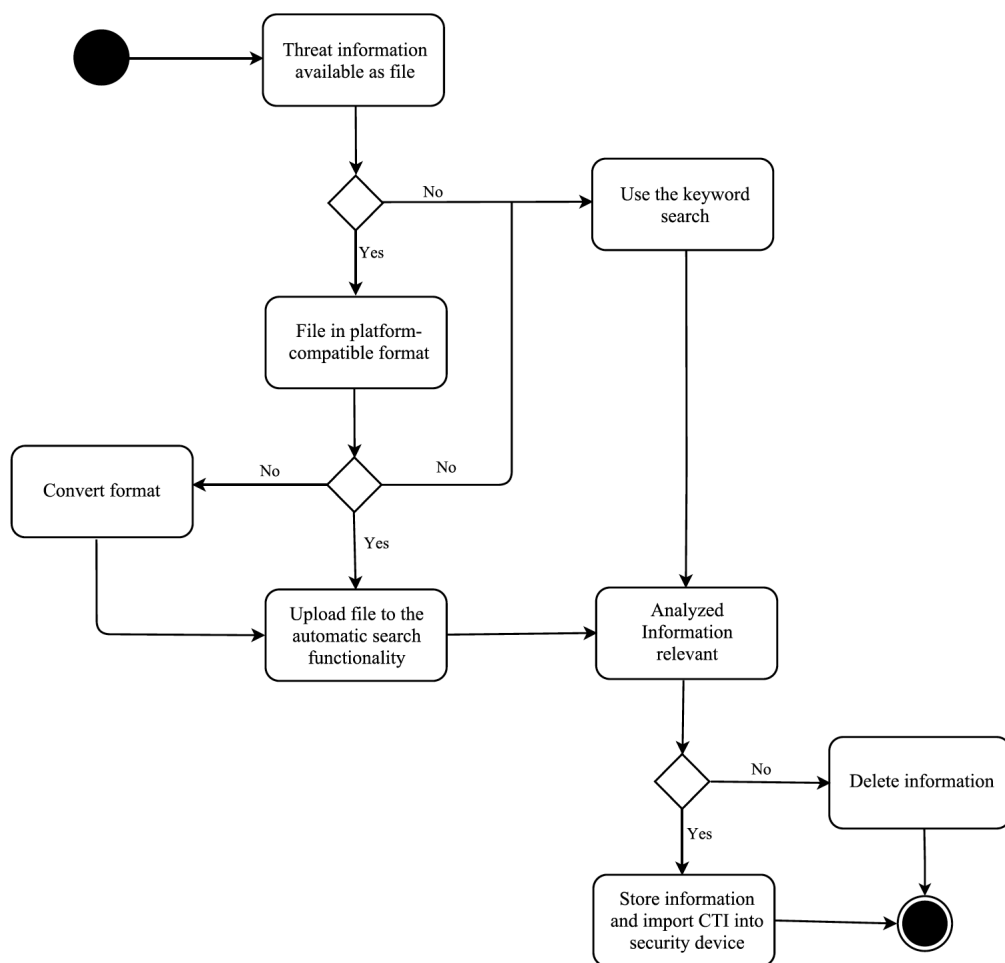 Threat information
available as file
No
Use the keyword
search
Yes
File in platform-
compatible format
No
No
Convert format
Yes
Upload file to the
automatic search
functionality
Analyzed
Information
relevant
No
Delete information
Yes
Store information
and import CTI into
security device